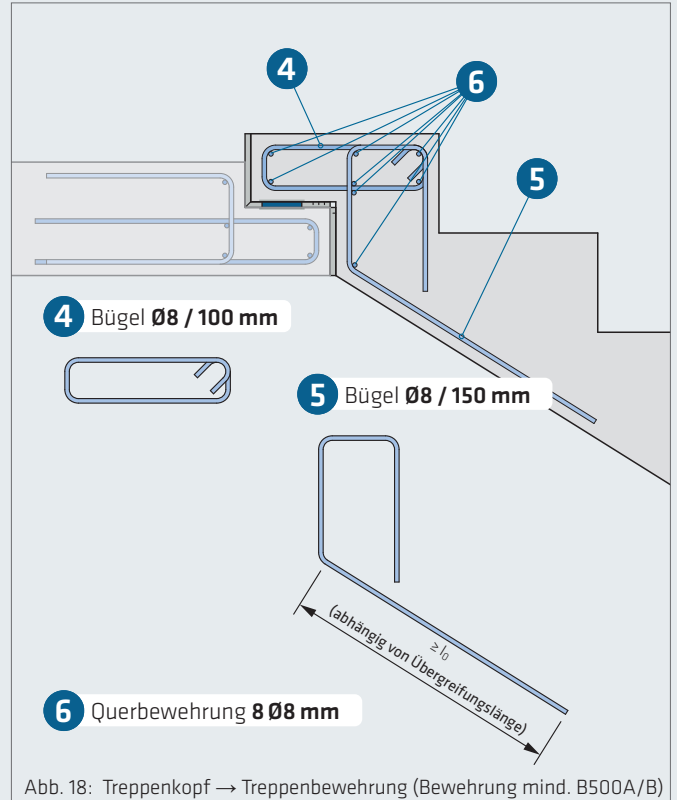 4
6
5
4 Bügel Ø8 / 100 mm
5 Bügel Ø8 / 150 mm
≥ l₀
(abhängig von Übergreifungslänge)
6 Querbewehrung 8 Ø8 mm
Abb. 18: Treppenkopf → Treppenbewehrung (Bewehrung mind. B500A/B)